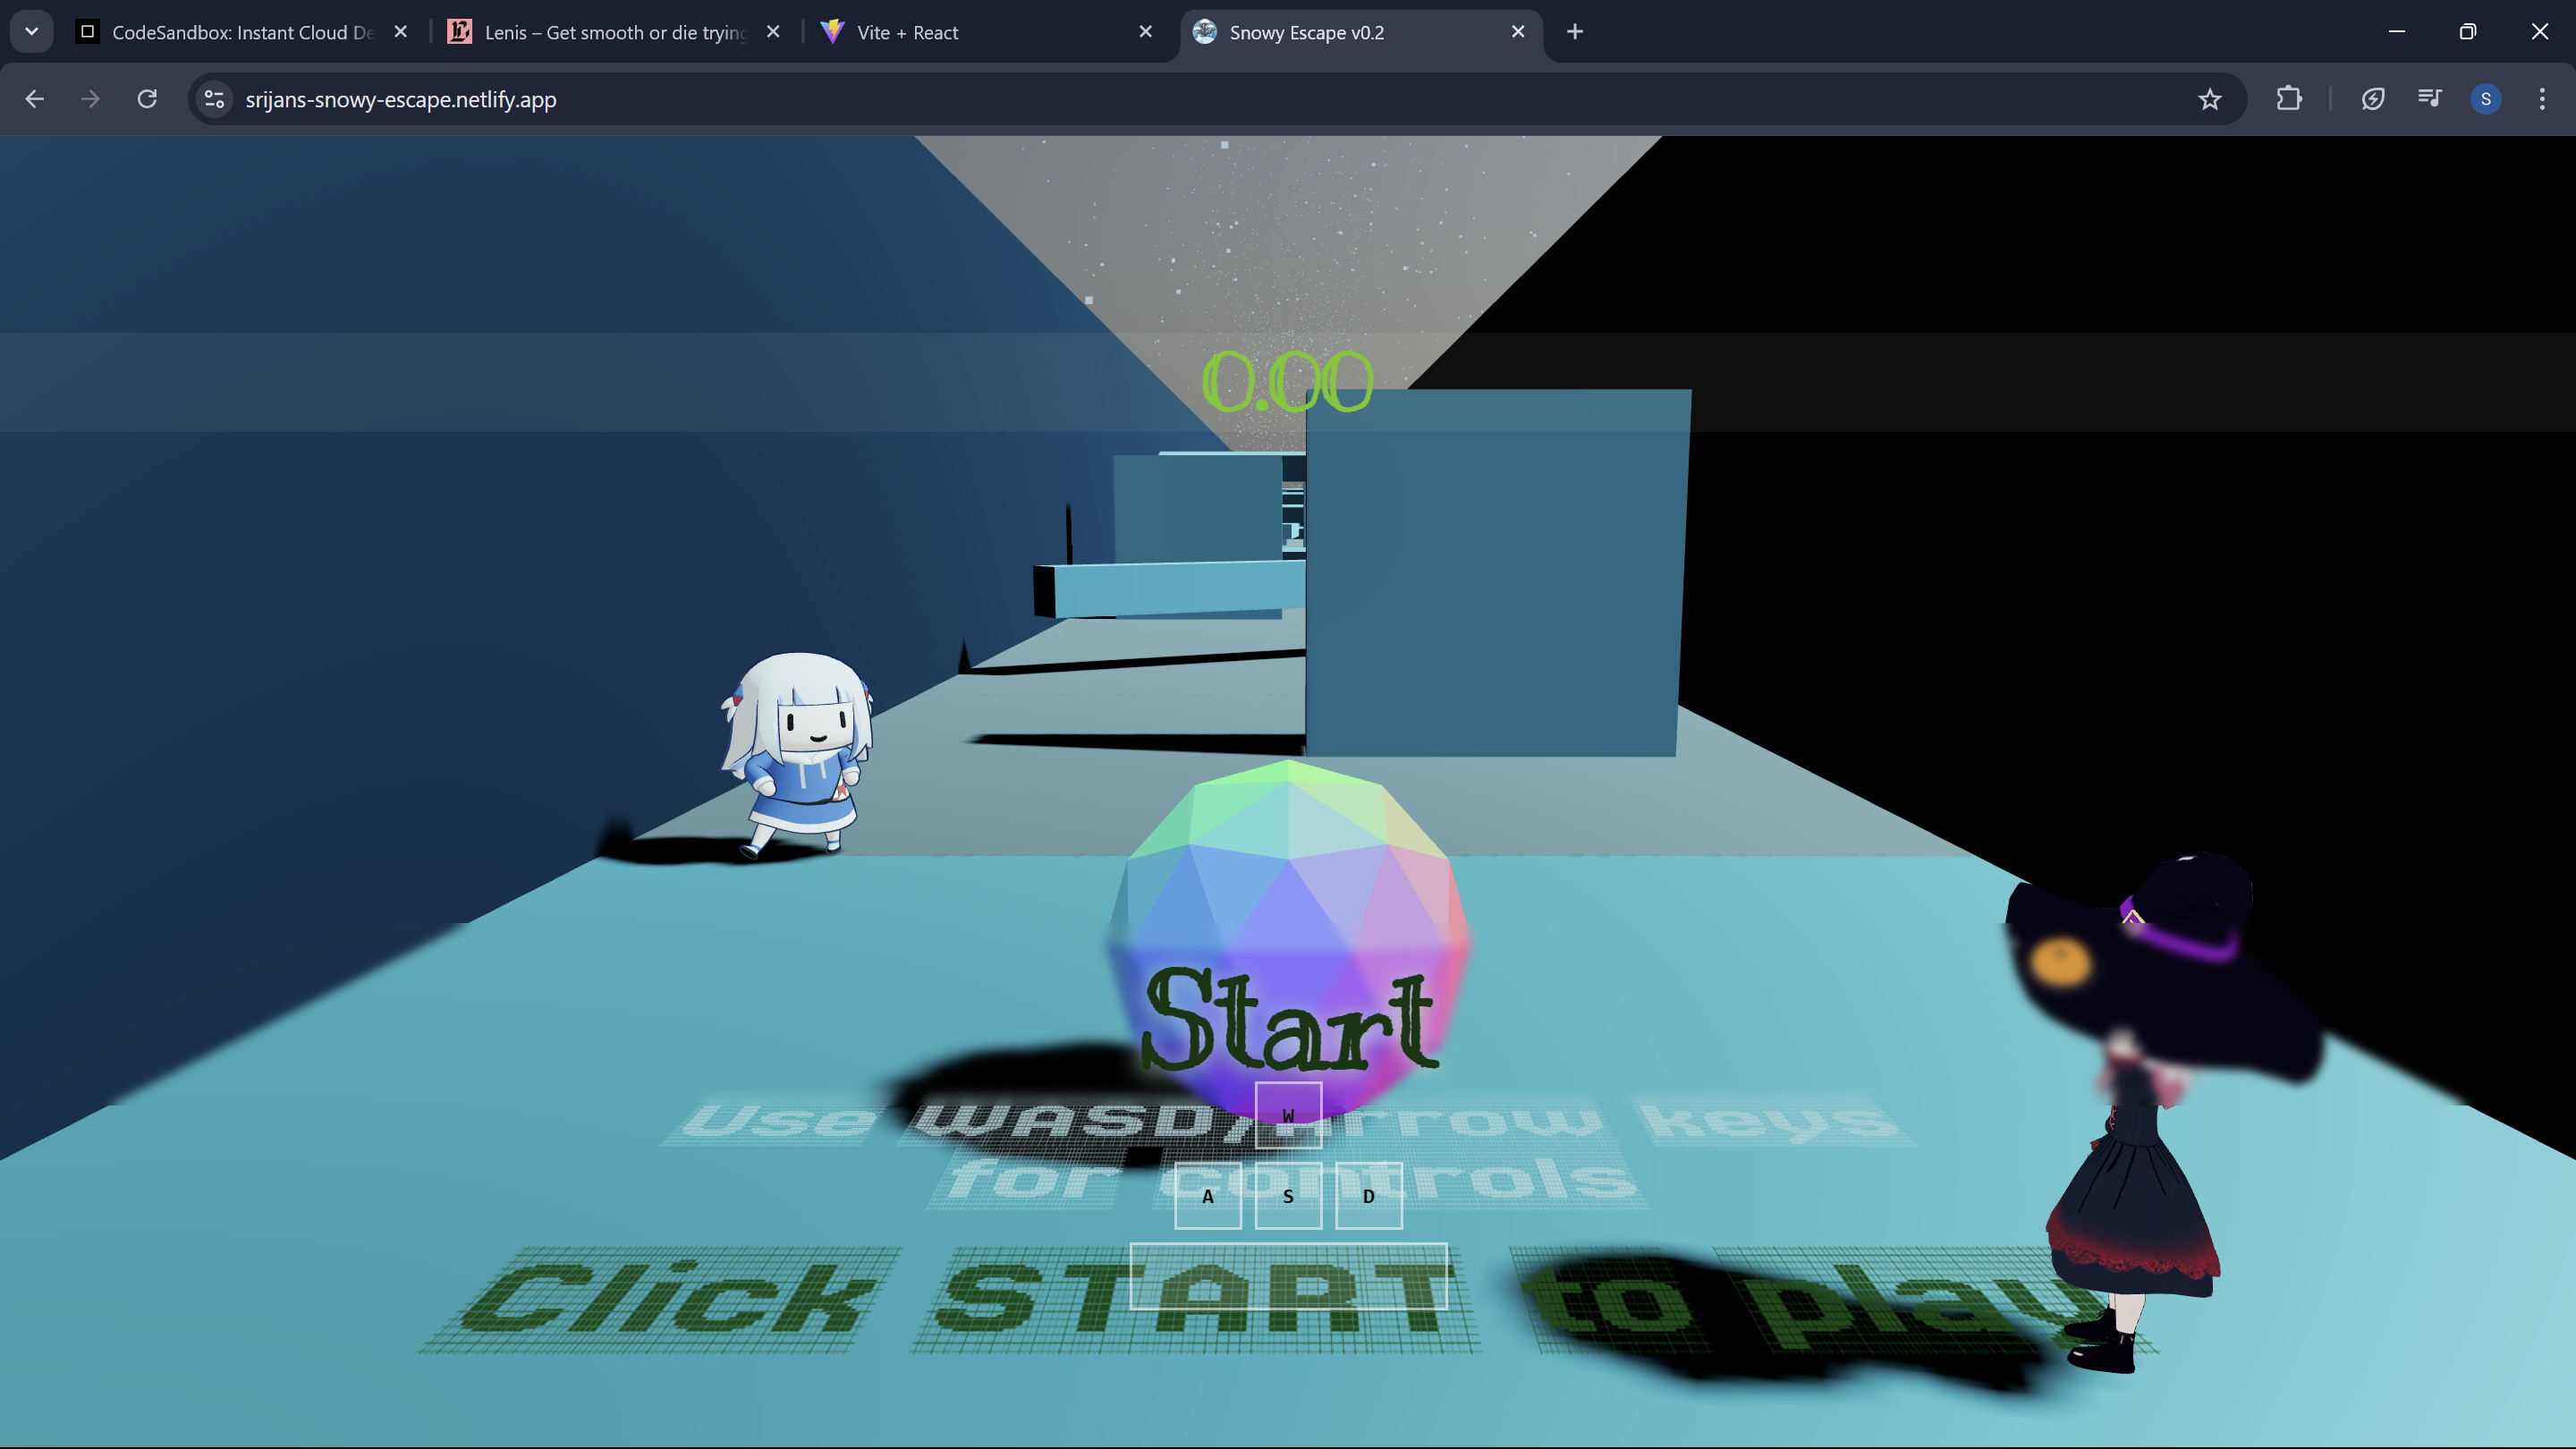 CodeSandbox: Instant Cloud De
Lenis – Get smooth or die trying
Vite + React
Snowy Escape v0.2
srijans-snowy-escape.netlify.app
S
0.00
Start
W
Use WASD/Arrow keys
for controls
A S D
Click START to play